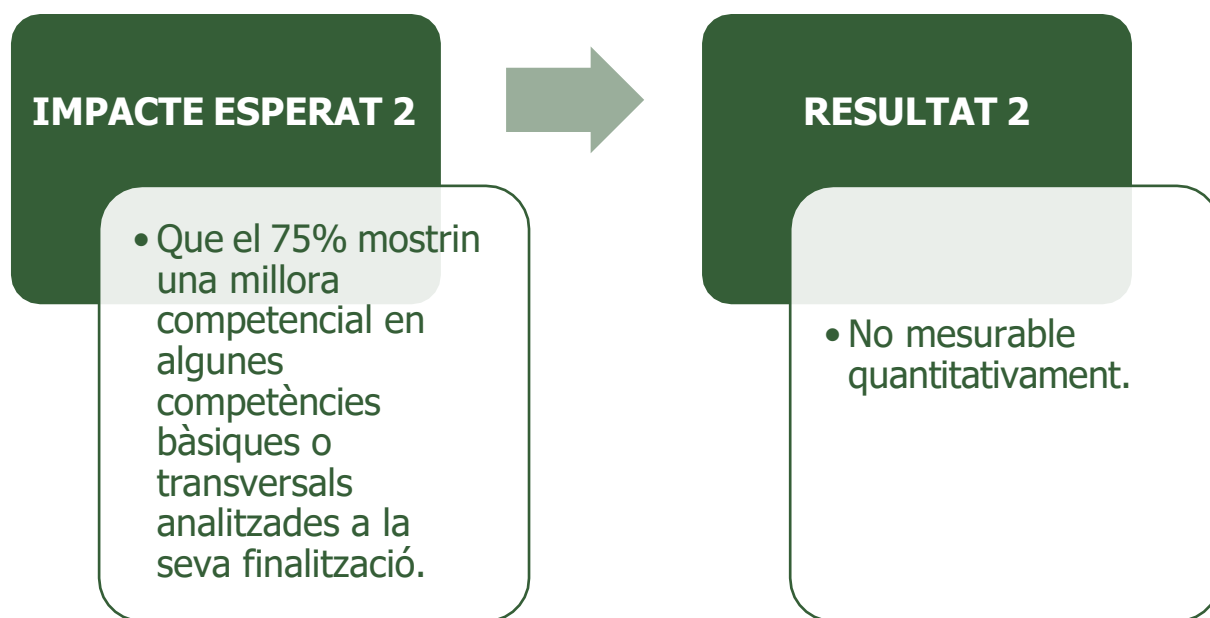 IMPACTE ESPERAT 2
• Que el 75% mostrin
una millora
competencial en
algunes
competències
bàsiques o
transversals
analitzades a la
seva finalització.
RESULTAT 2
• No mesurable
quantitativament.